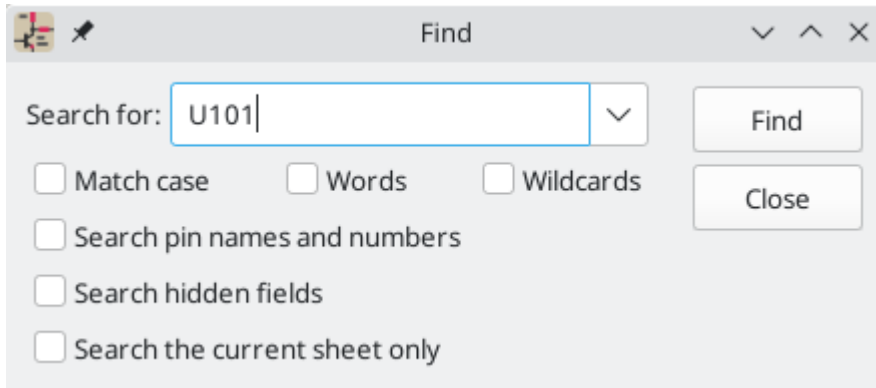 Find
Search for: U101 Find
Match case Words Wildcards
Close
Search pin names and numbers
Search hidden fields
Search the current sheet only